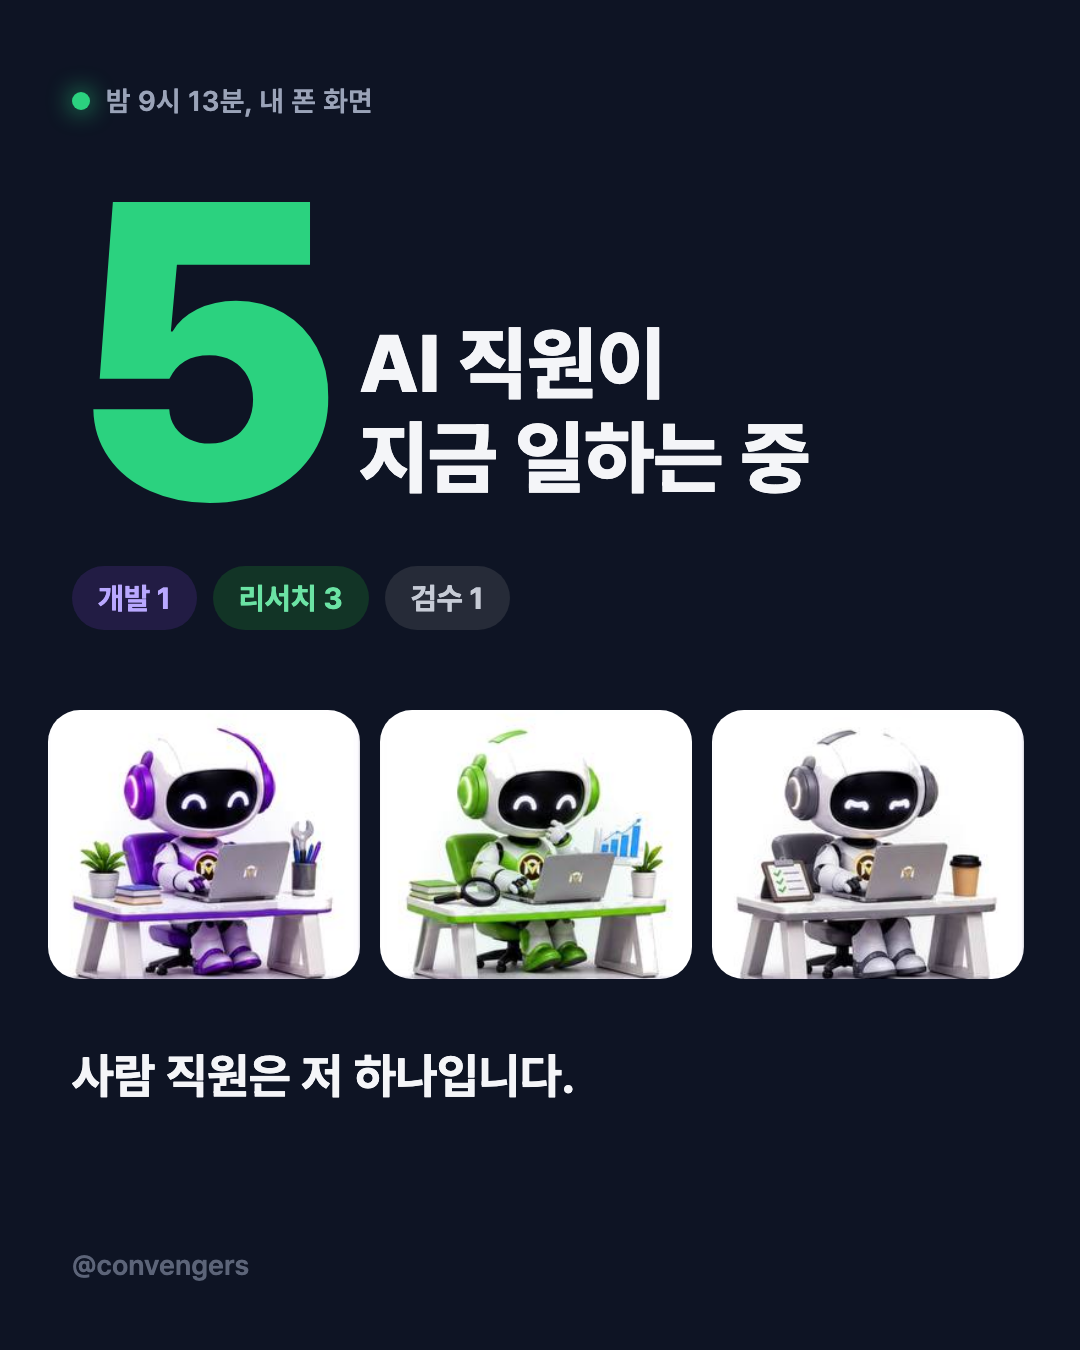 밤 9시 13분, 내 폰 화면
5
AI 직원이
지금 일하는 중
개발 1
리서치 3
검수 1
사람 직원은 저 하나입니다.
@convengers